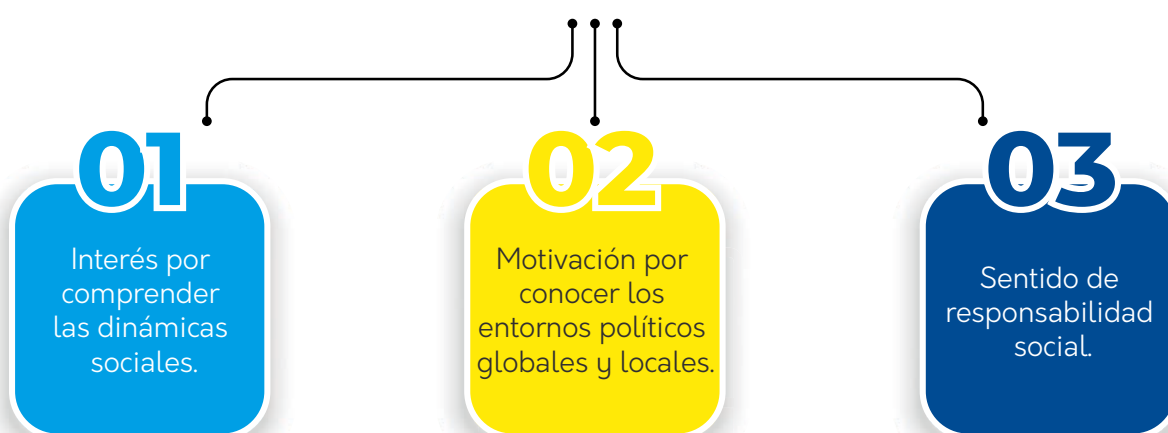 01
Interés por
comprender
las dinámicas
sociales.
02
Motivación por
conocer los
entornos políticos
globales y locales.
03
Sentido de
responsabilidad
social.